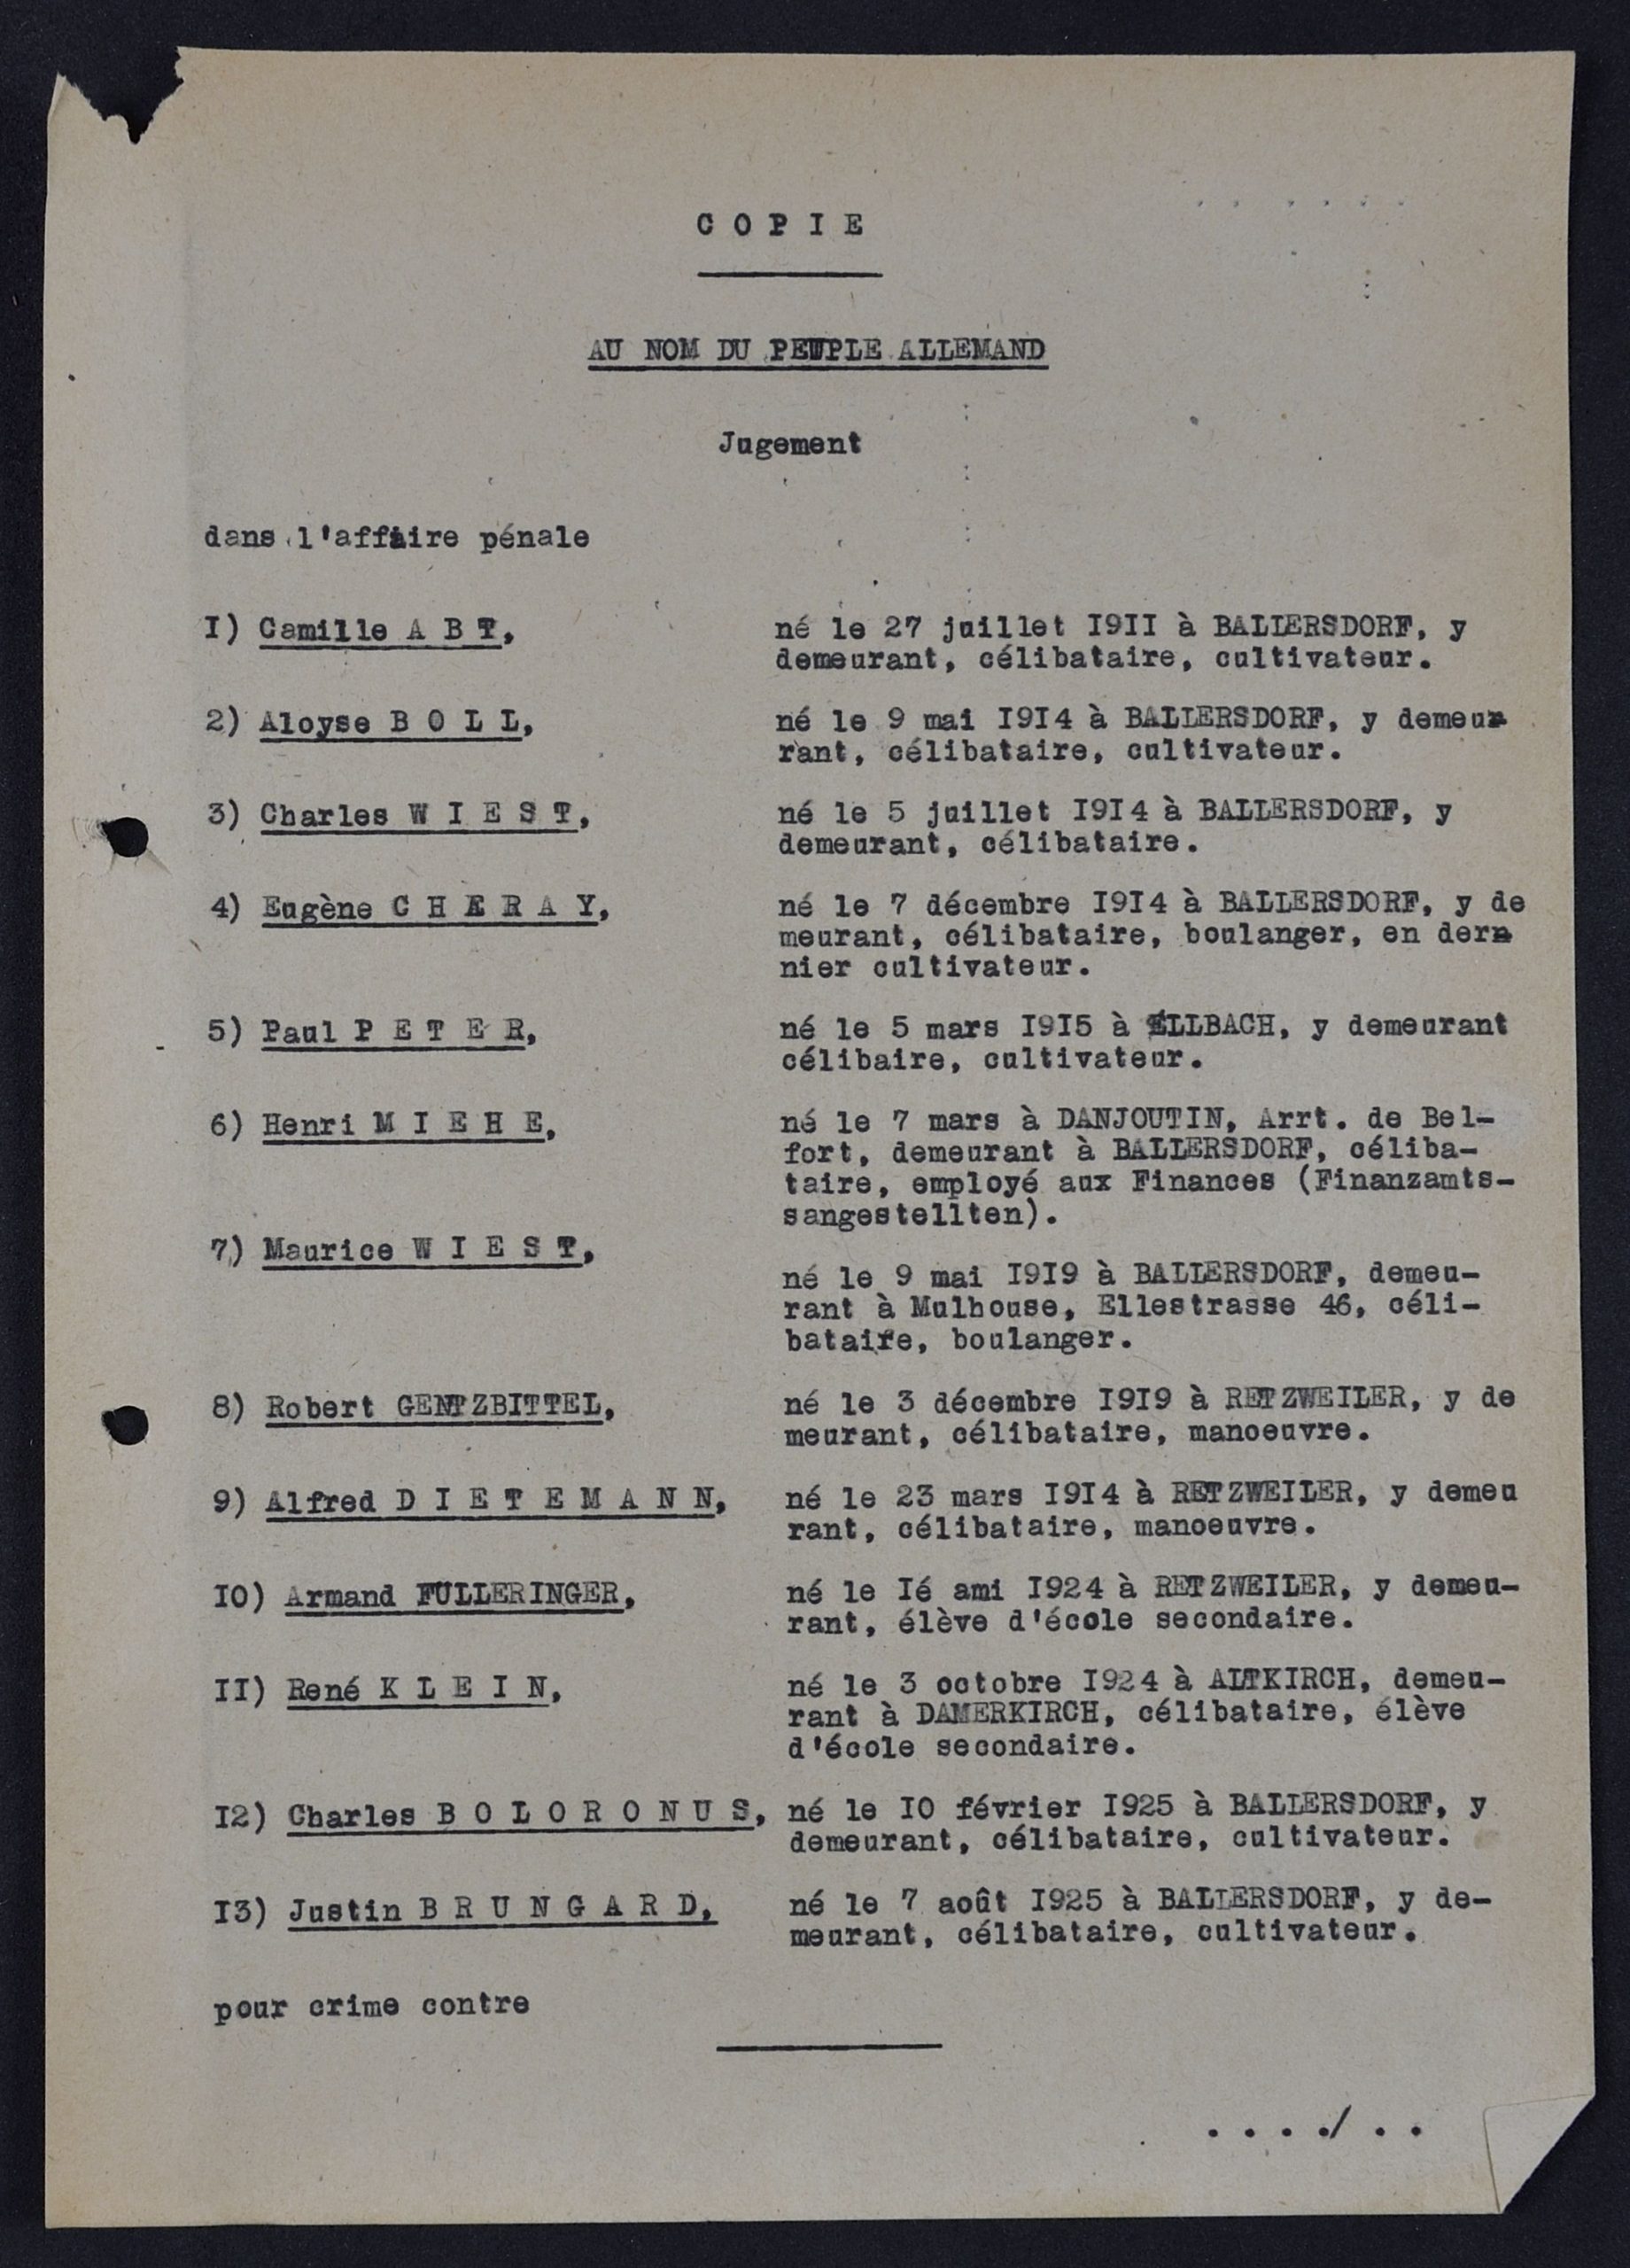 C O P I E
AU NOM DU PEUPLE ALLEMAND
Jugement
dans l'affaire pénale
I) Camille A B T,
né le 27 juillet I9II à BALLERSDORF, y
demeurant, célibataire, cultivateur.
2) Aloyse B O L L,
né le 9 mai I9I4 à BALLERSDORF, y demeur
rant, célibataire, cultivateur.
3) Charles W I E S T,
né le 5 juillet I9I4 à BALLERSDORF, y
demeurant, célibataire.
4) Eugène C H E R A Y,
né le 7 décembre I9I4 à BALLERSDORF, y de
meurant, célibataire, boulanger, en dern
nier cultivateur.
5) Paul P E T E R,
né le 5 mars I9I5 à ELLBACH, y demeurant
célibaire, cultivateur.
6) Henri M I E H E,
né le 7 mars à DANJOUTIN, Arrt. de Bel-
fort, demeurant à BALLERSDORF, céliba-
taire, employé aux Finances (Finanzamts-
sangestellten).
7) Maurice W I E S T,
né le 9 mai I9I9 à BALLERSDORF, demeu-
rant à Mulhouse, Ellestrasse 46, céli-
bataire, boulanger.
8) Robert GENTZBITTEL,
né le 3 décembre I9I9 à RETZWEILER, y de
meurant, célibataire, manoeuvre.
9) Alfred D I E T E M A N N,
né le 23 mars I9I4 à RETZWEILER, y demeu
rant, célibataire, manoeuvre.
IO) Armand FULLERINGER,
né le Ié ami I924 à RETZWEILER, y demeu-
rant, élève d'école secondaire.
II) René K L E I N,
né le 3 octobre I924 à ALTKIRCH, demeu-
rant à DAMERKIRCH, célibataire, élève
d'école secondaire.
I2) Charles B O L O R O N U S,
né le IO février I925 à BALLERSDORF, y
demeurant, célibataire, cultivateur.
I3) Justin B R U N G A R D,
né le 7 août I925 à BALLERSDORF, y de-
meurant, célibataire, cultivateur.
pour crime contre
..../..